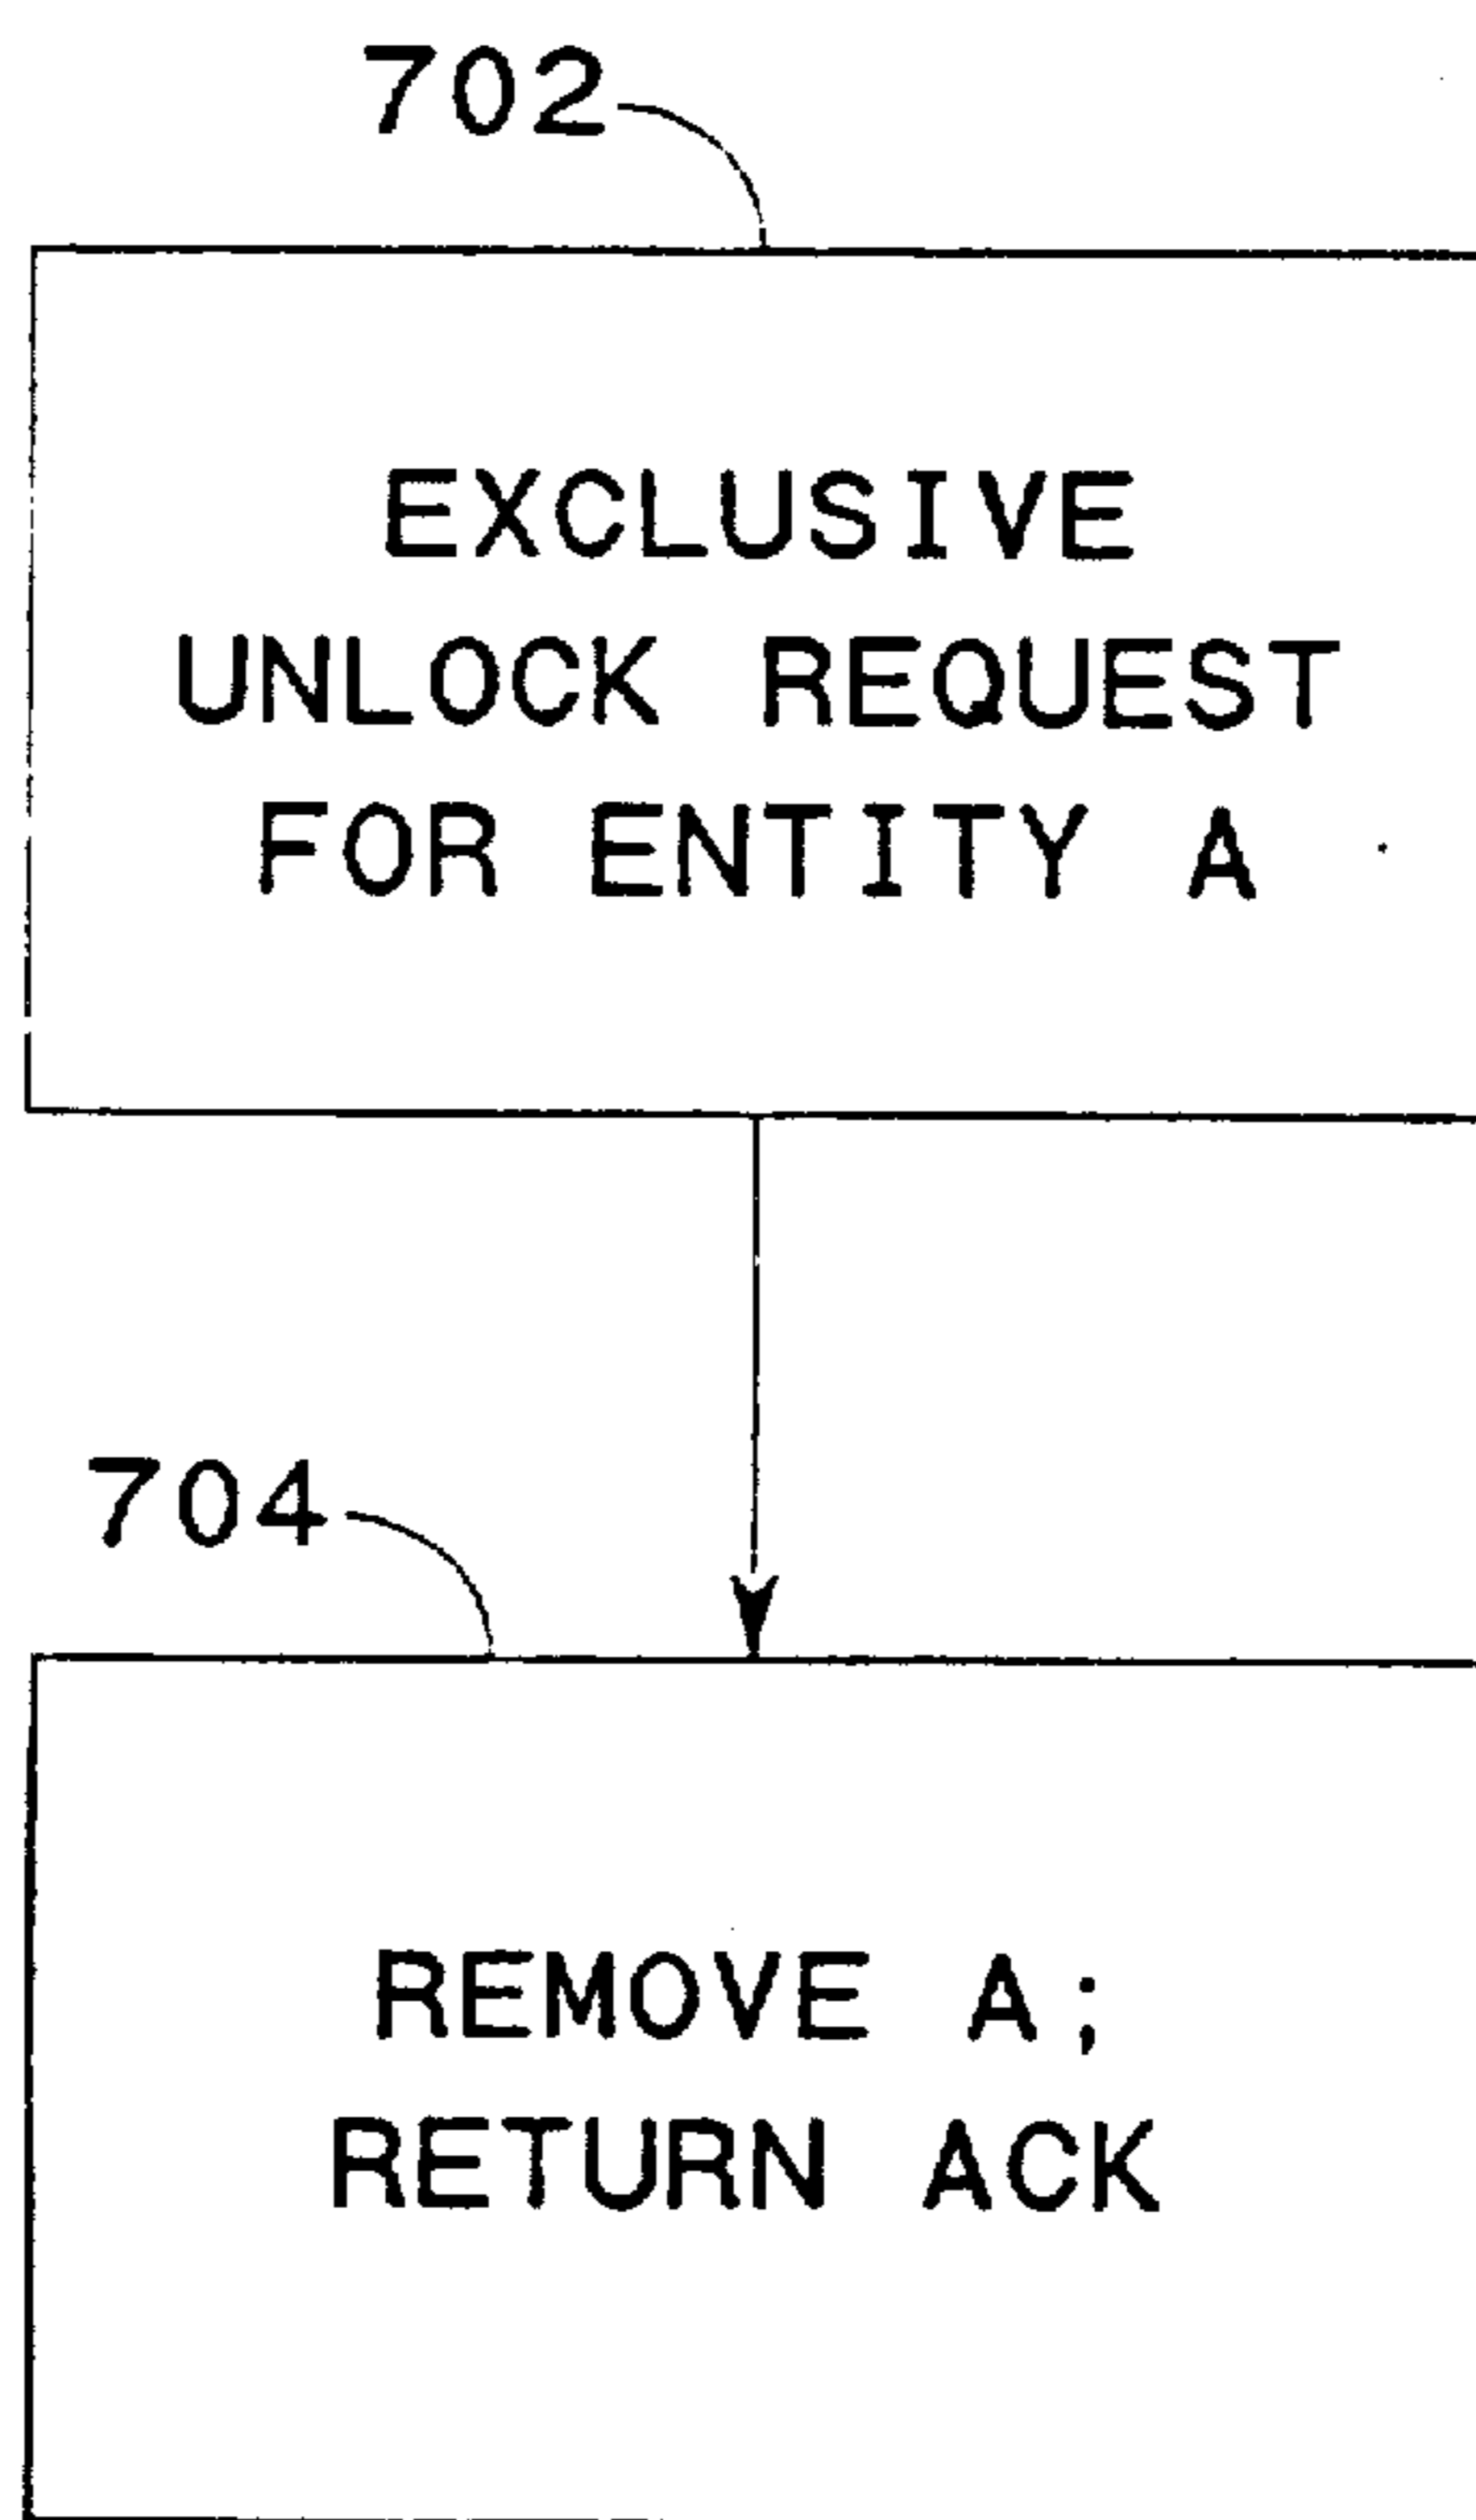 702
EXCLUSIVE
UNLOCK REQUEST
FOR ENTITY A
704
REMOVE A;
RETURN ACK